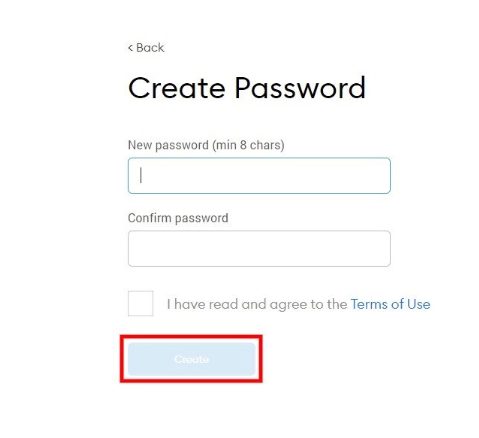 < Back
Create Password
New password (min 8 chars)
Confirm password
I have read and agree to the Terms of Use
Create